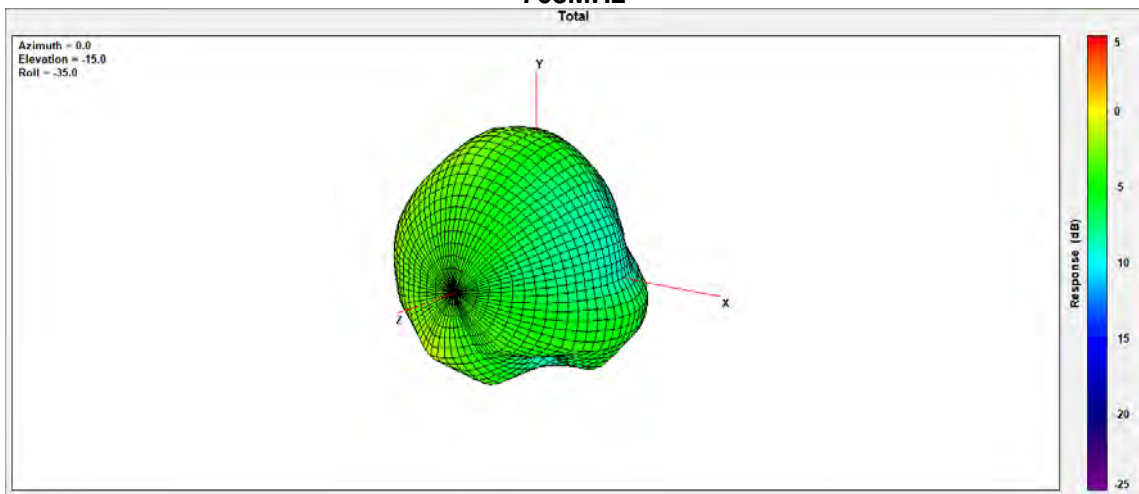 Total
Azimuth = 0.0
Elevation = -15.0
Roll = -35.0
Y
X
Z
5
0
5
10
-15
-20
-25
Response (dB)